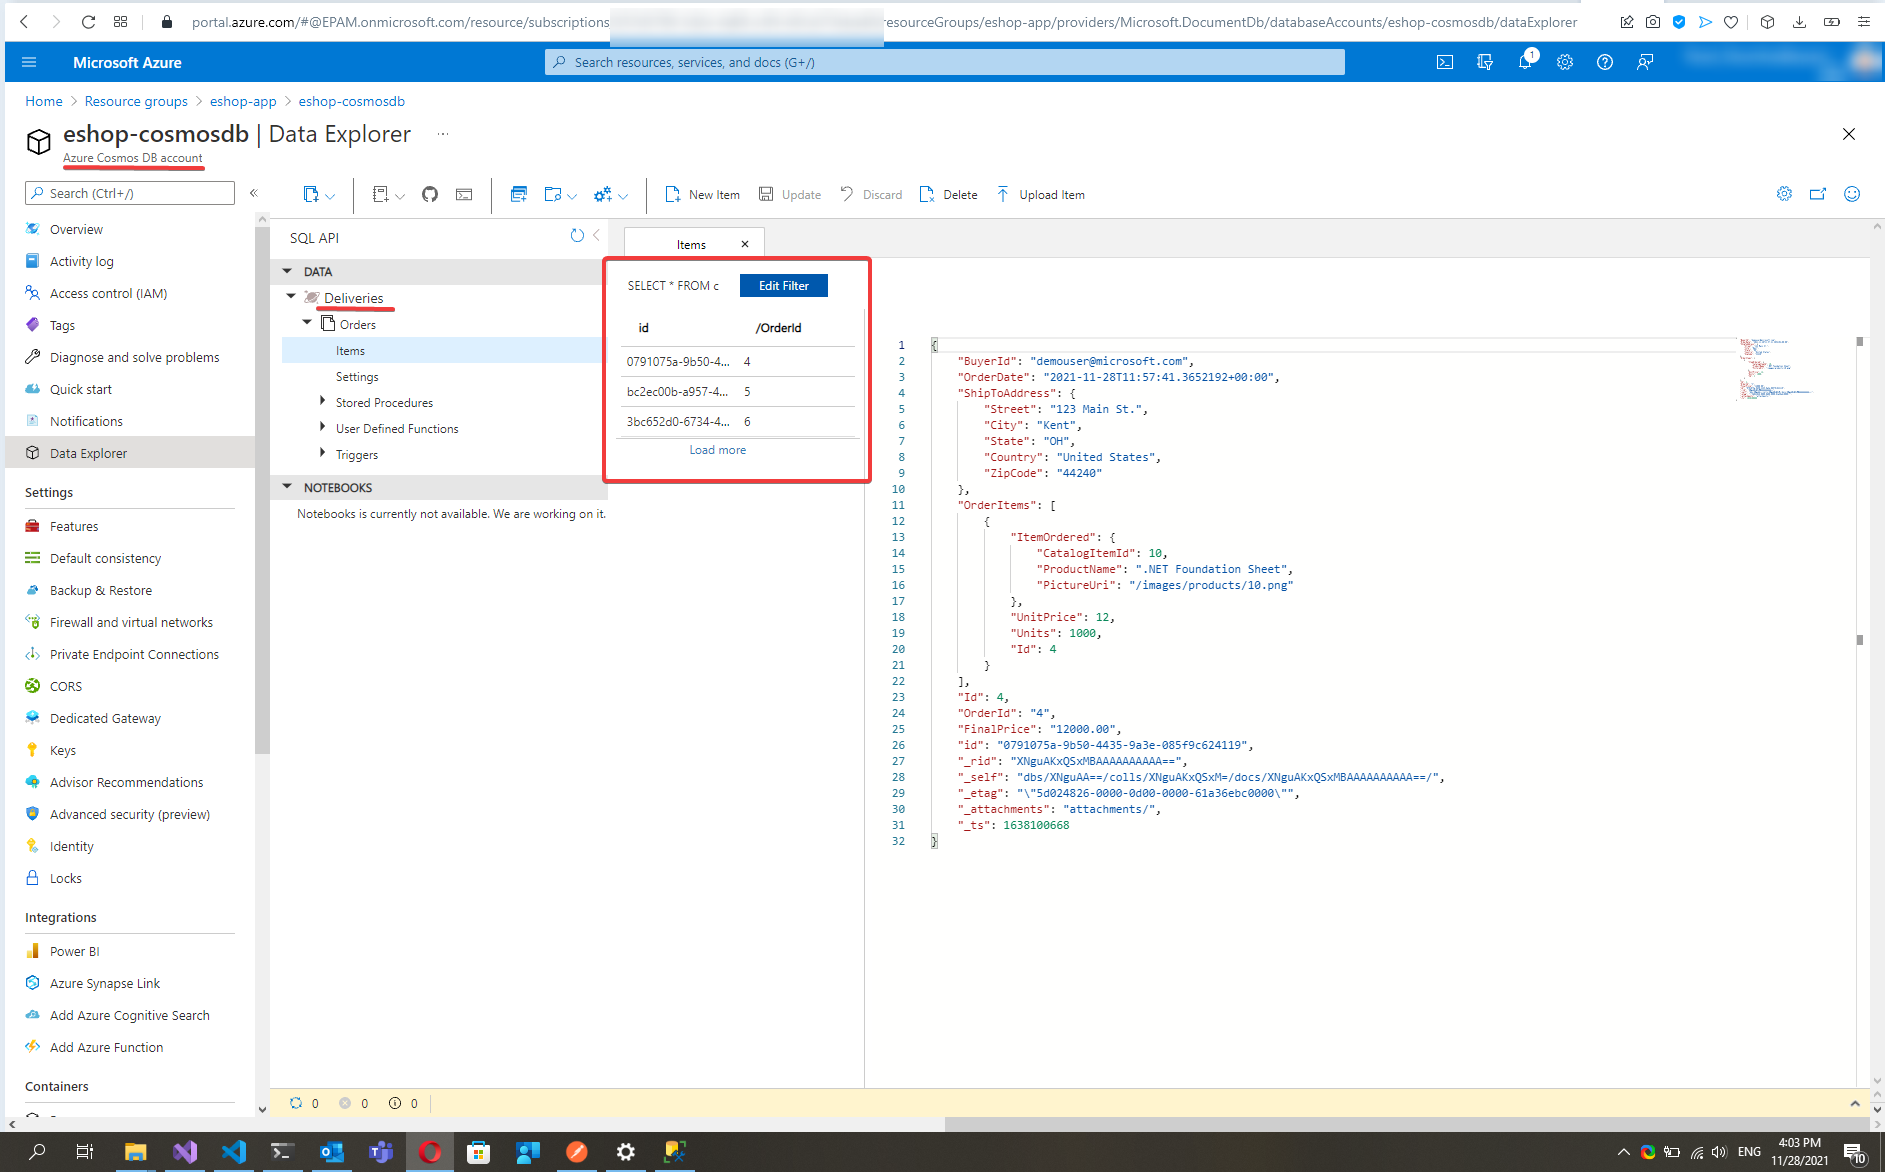 portal.azure.com/#@EPAM.onmicrosoft.com/resource/subscriptions
resourceGroups/eshop-app/providers/Microsoft.DocumentDb/databaseAccounts/eshop-cosmosdb/dataExplorer
Microsoft Azure
Search resources, services, and docs (G+/)
1
Home > Resource groups > eshop-app > eshop-cosmosdb
eshop-cosmosdb | Data Explorer ...
Azure Cosmos DB account
Search (Ctrl+/)
«
New Item
Update
Discard
Delete
Upload Item
Overview
Activity log
Access control (IAM)
Tags
Diagnose and solve problems
Quick start
Notifications
Data Explorer
Settings
Features
Default consistency
Backup & Restore
Firewall and virtual networks
Private Endpoint Connections
CORS
Dedicated Gateway
Keys
Advisor Recommendations
Advanced security (preview)
Identity
Locks
Integrations
Power BI
Azure Synapse Link
Add Azure Cognitive Search
Add Azure Function
Containers
SQL API
DATA
Deliveries
Orders
Items
Settings
Stored Procedures
User Defined Functions
Triggers
NOTEBOOKS
Notebooks is currently not available. We are working on it.
Items
SELECT * FROM c
Edit Filter
id /OrderId
0791075a-9b50-4... 4
bc2ec00b-a957-4... 5
3bc652d0-6734-4... 6
Load more
1 {
2 "BuyerId": "demouser@microsoft.com",
3 "OrderDate": "2021-11-28T11:57:41.3652192+00:00",
4 "ShipToAddress": {
5 "Street": "123 Main St.",
6 "City": "Kent",
7 "State": "OH",
8 "Country": "United States",
9 "ZipCode": "44240"
10 },
11 "OrderItems": [
12 {
13 "ItemOrdered": {
14 "CatalogItemId": 10,
15 "ProductName": ".NET Foundation Sheet",
16 "PictureUri": "/images/products/10.png"
17 },
18 "UnitPrice": 12,
19 "Units": 1000,
20 "Id": 4
21 }
22 ],
23 "Id": 4,
24 "OrderId": "4",
25 "FinalPrice": "12000.00",
26 "id": "0791075a-9b50-4435-9a3e-085f9c624119",
27 "_rid": "XNguAKxQSxMBAAAAAAAAAA==",
28 "_self": "dbs/XNguAA==/colls/XNguAKxQSxM=/docs/XNguAKxQSxMBAAAAAAAAAA==/",
29 "_etag": "\"5d024826-0000-0d00-0000-61a36ebc0000\"",
30 "_attachments": "attachments/",
31 "_ts": 1638100668
32 }
0 0 0
ENG
4:03 PM
11/28/2021
10